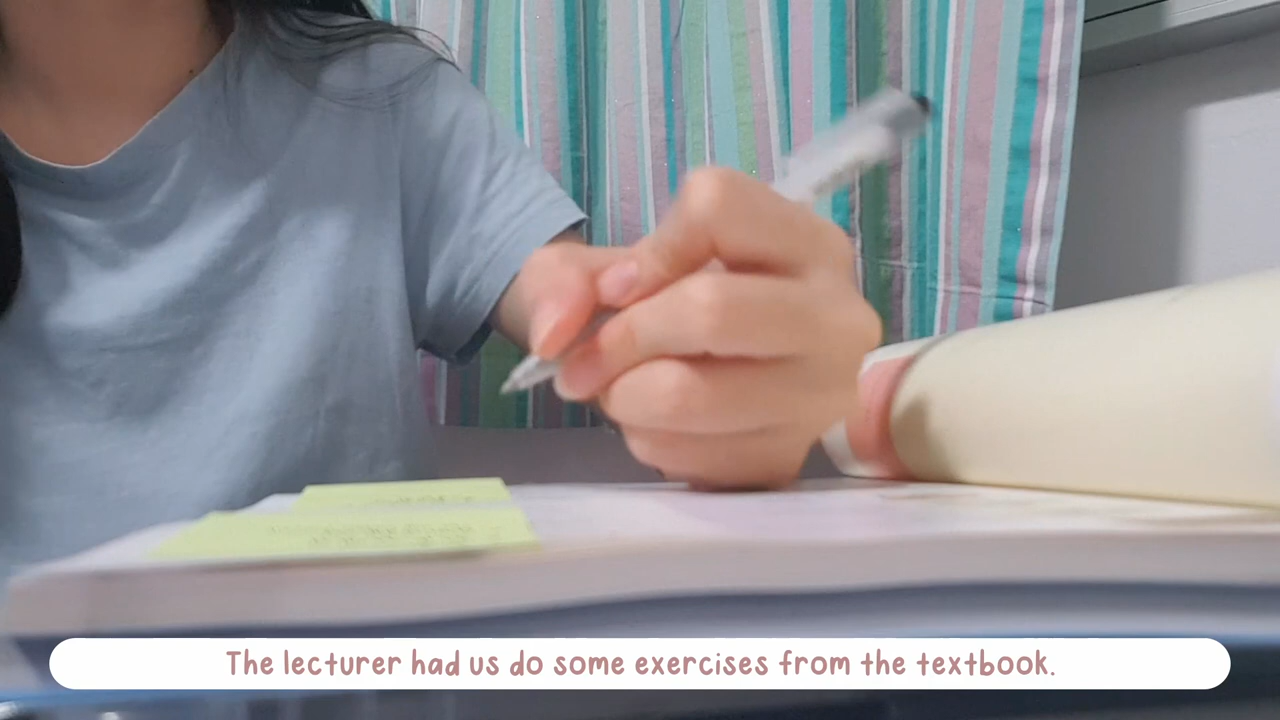 The lecturer had us do some exercises from the textbook.